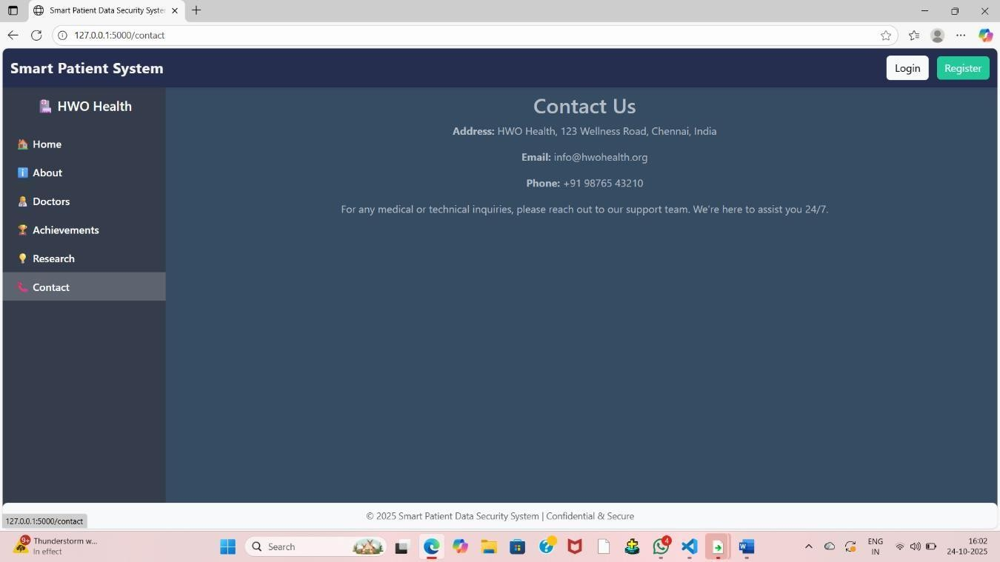 Smart Patient Data Security Syste
127.0.0.1:5000/contact
Smart Patient System
Login
Register
HWO Health
Home
About
Doctors
Achievements
Research
Contact
Contact Us
Address: HWO Health, 123 Wellness Road, Chennai, India
Email: info@hwohealth.org
Phone: +91 98765 43210
For any medical or technical inquiries, please reach out to our support team. We're here to assist you 24/7.
© 2025 Smart Patient Data Security System | Confidential & Secure
127.0.0.1:5000/contact
9+
Thunderstorm w...
In effect
Search
4
ENG
IN
16:02
24-10-2025